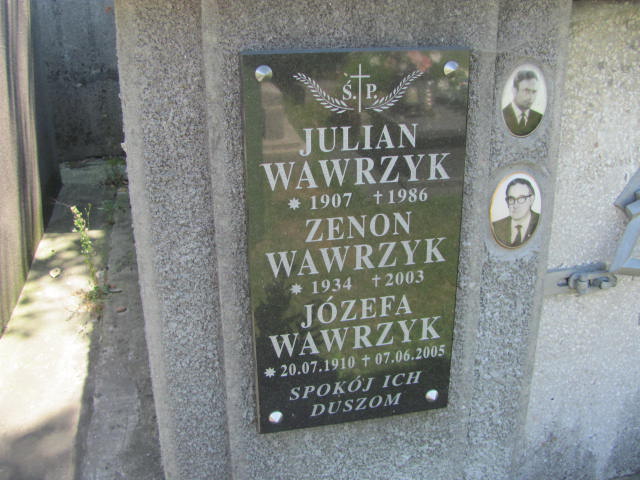 Ś. P.
JULIAN
WAWRZYK
* 1907 † 1986
ZENON
WAWRZYK
* 1934 † 2003
JÓZEFA
WAWRZYK
* 20.07.1910 † 07.06.2005
SPOKÓJ ICH
DUSZOM